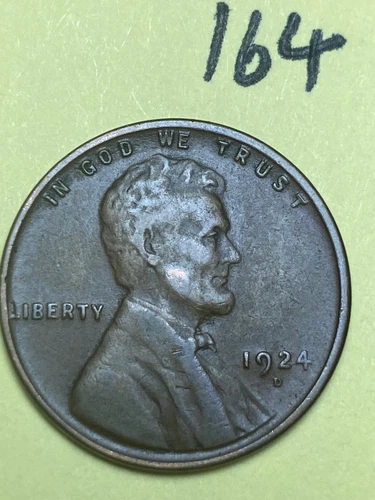 164
IN GOD WE TRUST
LIBERTY
1924
D